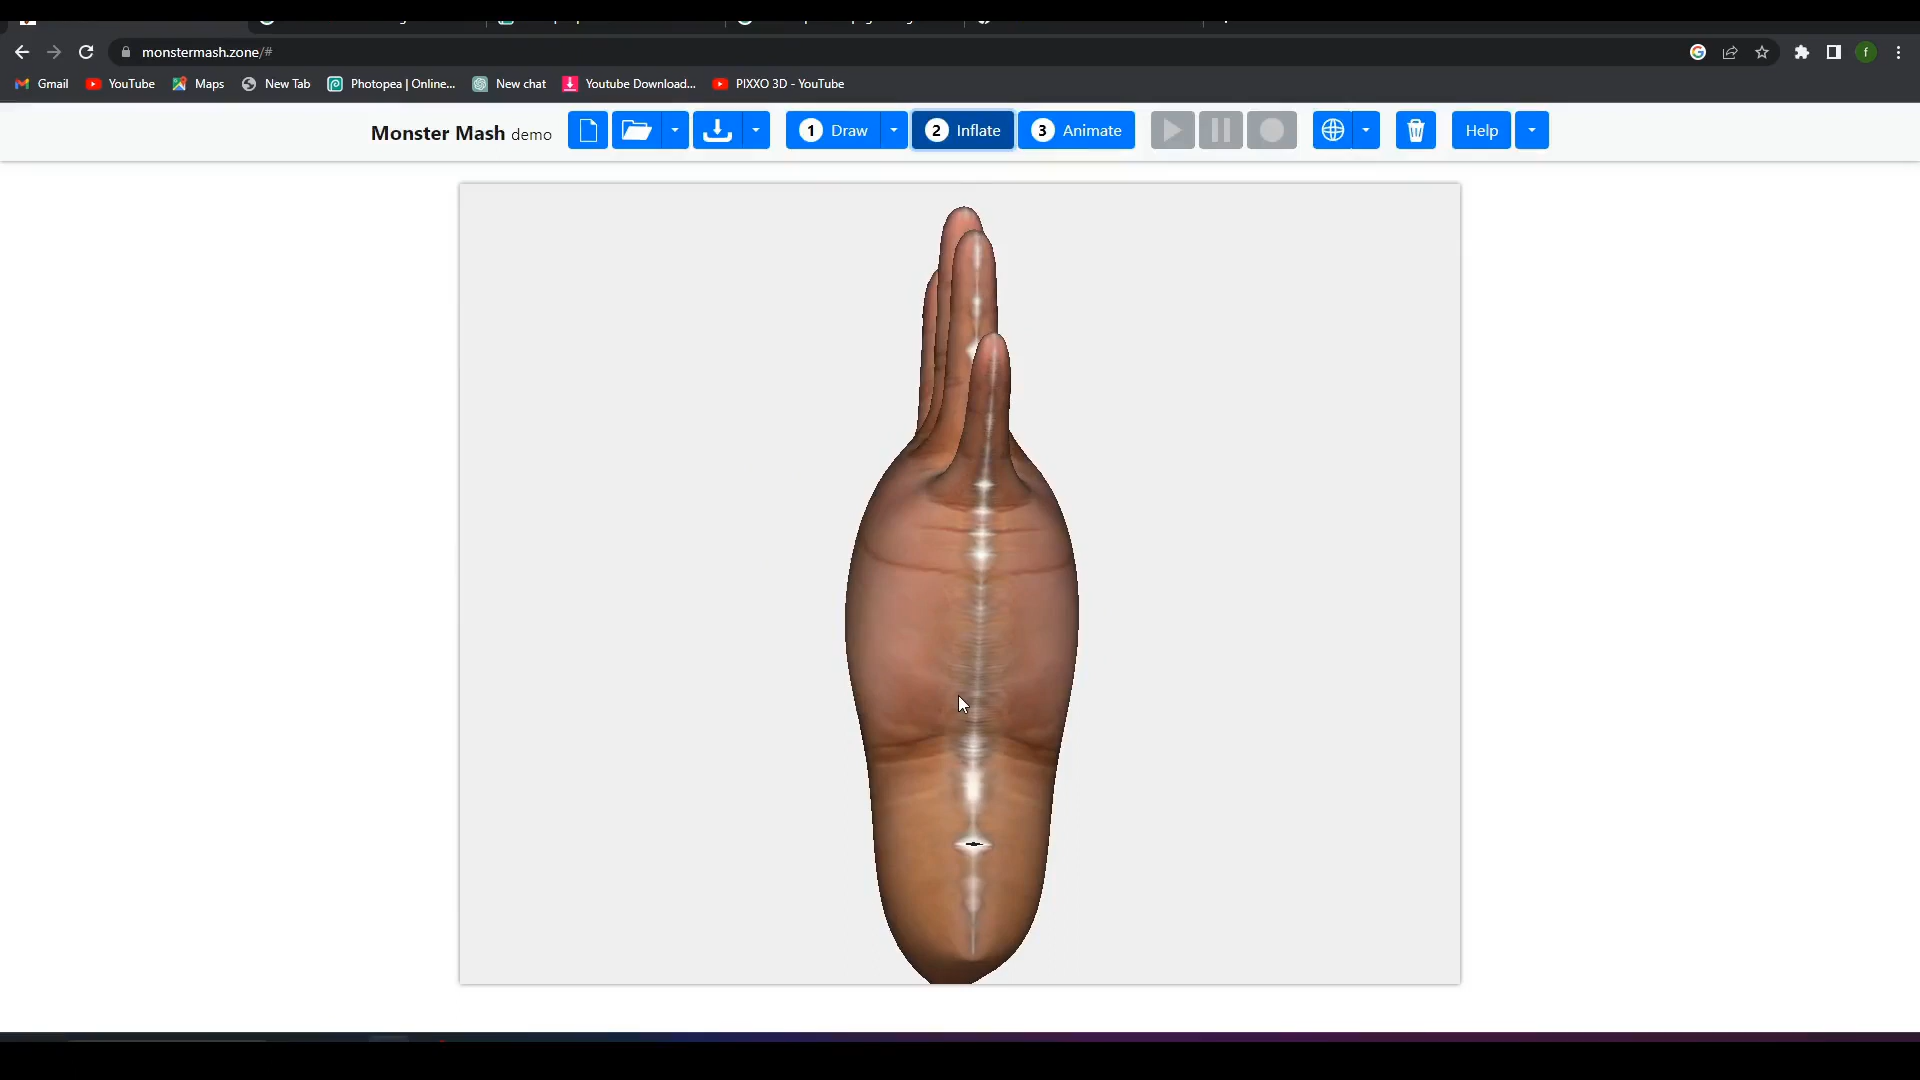 monstermash.zone/#
f
Gmail YouTube Maps New Tab Photopea | Online... New chat Youtube Download... PIXXO 3D - YouTube
Monster Mash demo 1 Draw 2 Inflate 3 Animate Help